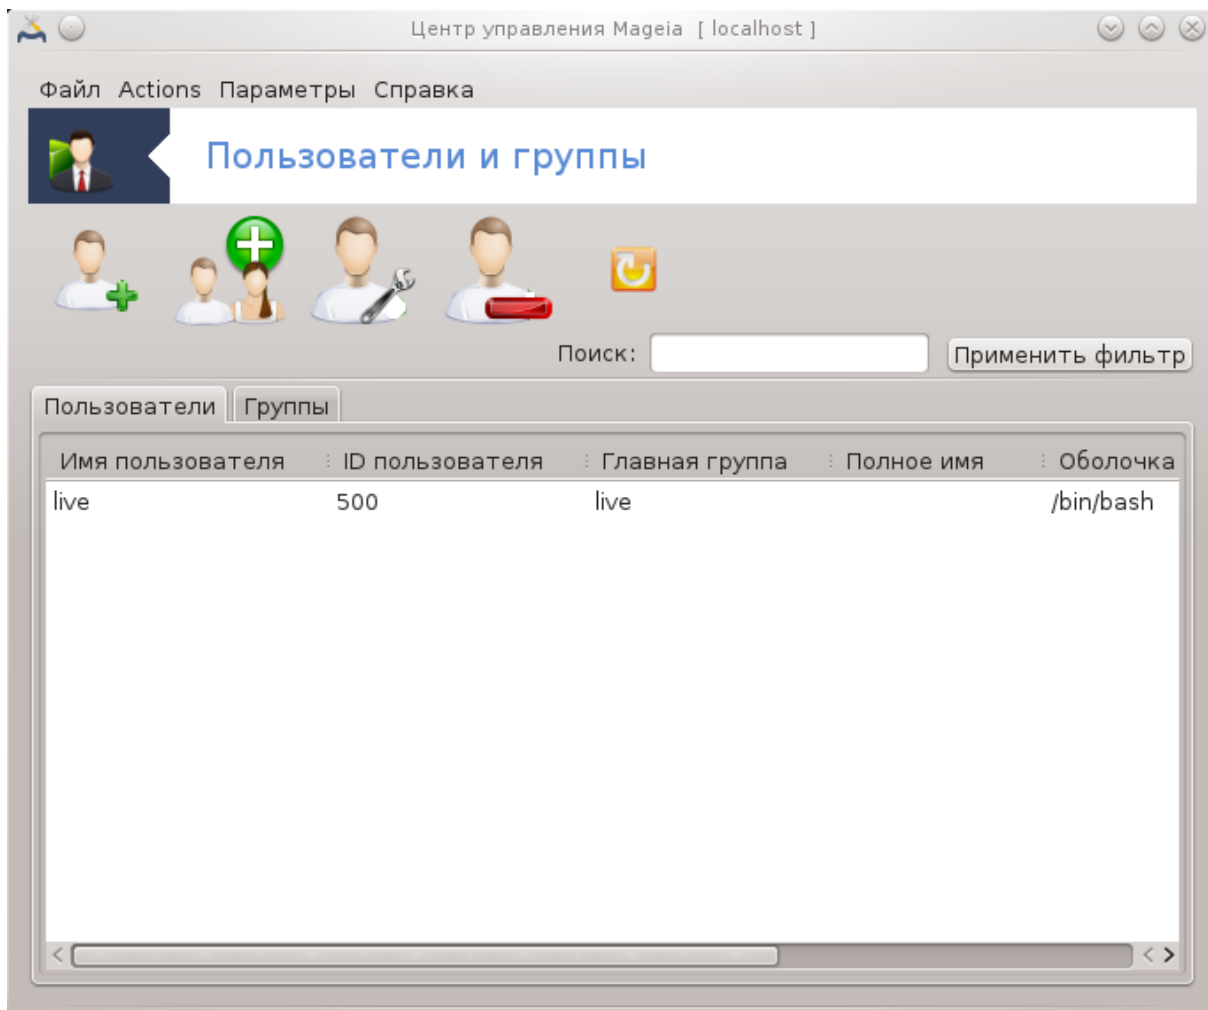 Центр управления Mageia [ localhost ]
Файл Actions Параметры Справка
Пользователи и группы
Поиск: Применить фильтр
Пользователи Группы
Имя пользователя ID пользователя Главная группа Полное имя Оболочка
live 500 live /bin/bash